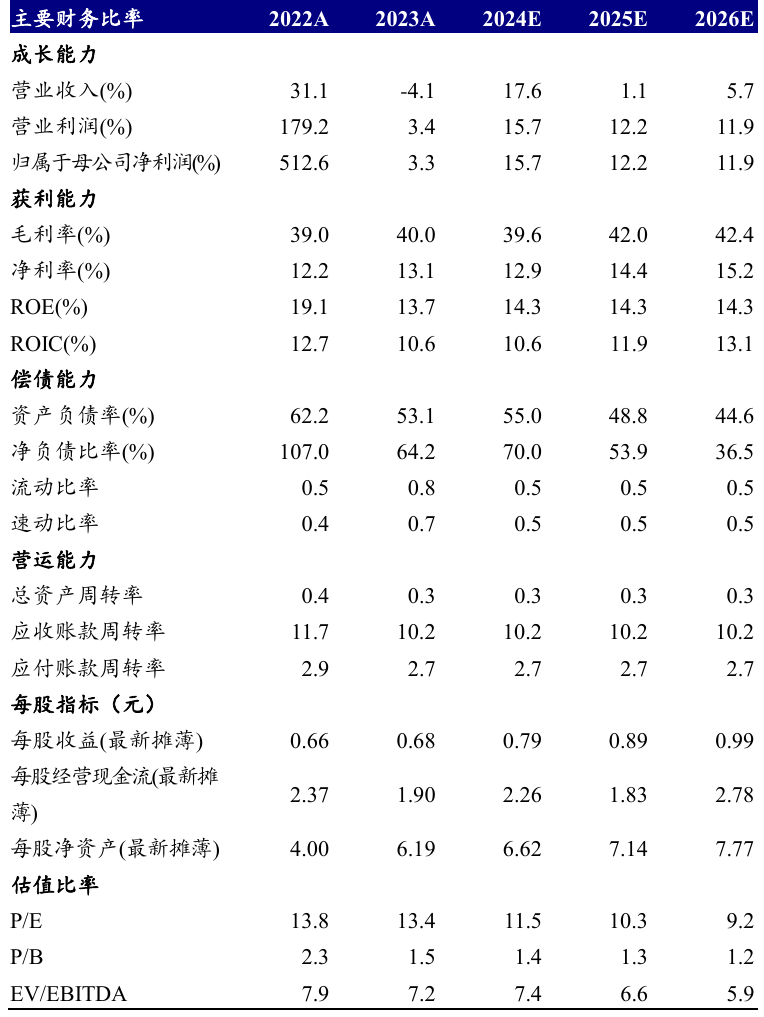 主要财务比率 2022A 2023A 2024E 2025E 2026E
成长能力
营业收入(%) 31.1 -4.1 17.6 1.1 5.7
营业利润(%) 179.2 3.4 15.7 12.2 11.9
归属于母公司净利润(%) 512.6 3.3 15.7 12.2 11.9
获利能力
毛利率(%) 39.0 40.0 39.6 42.0 42.4
净利率(%) 12.2 13.1 12.9 14.4 15.2
ROE(%) 19.1 13.7 14.3 14.3 14.3
ROIC(%) 12.7 10.6 10.6 11.9 13.1
偿债能力
资产负债率(%) 62.2 53.1 55.0 48.8 44.6
净负债比率(%) 107.0 64.2 70.0 53.9 36.5
流动比率 0.5 0.8 0.5 0.5 0.5
速动比率 0.4 0.7 0.5 0.5 0.5
营运能力
总资产周转率 0.4 0.3 0.3 0.3 0.3
应收账款周转率 11.7 10.2 10.2 10.2 10.2
应付账款周转率 2.9 2.7 2.7 2.7 2.7
每股指标（元）
每股收益(最新摊薄) 0.66 0.68 0.79 0.89 0.99
每股经营现金流(最新摊
薄) 2.37 1.90 2.26 1.83 2.78
每股净资产(最新摊薄) 4.00 6.19 6.62 7.14 7.77
估值比率
P/E 13.8 13.4 11.5 10.3 9.2
P/B 2.3 1.5 1.4 1.3 1.2
EV/EBITDA 7.9 7.2 7.4 6.6 5.9